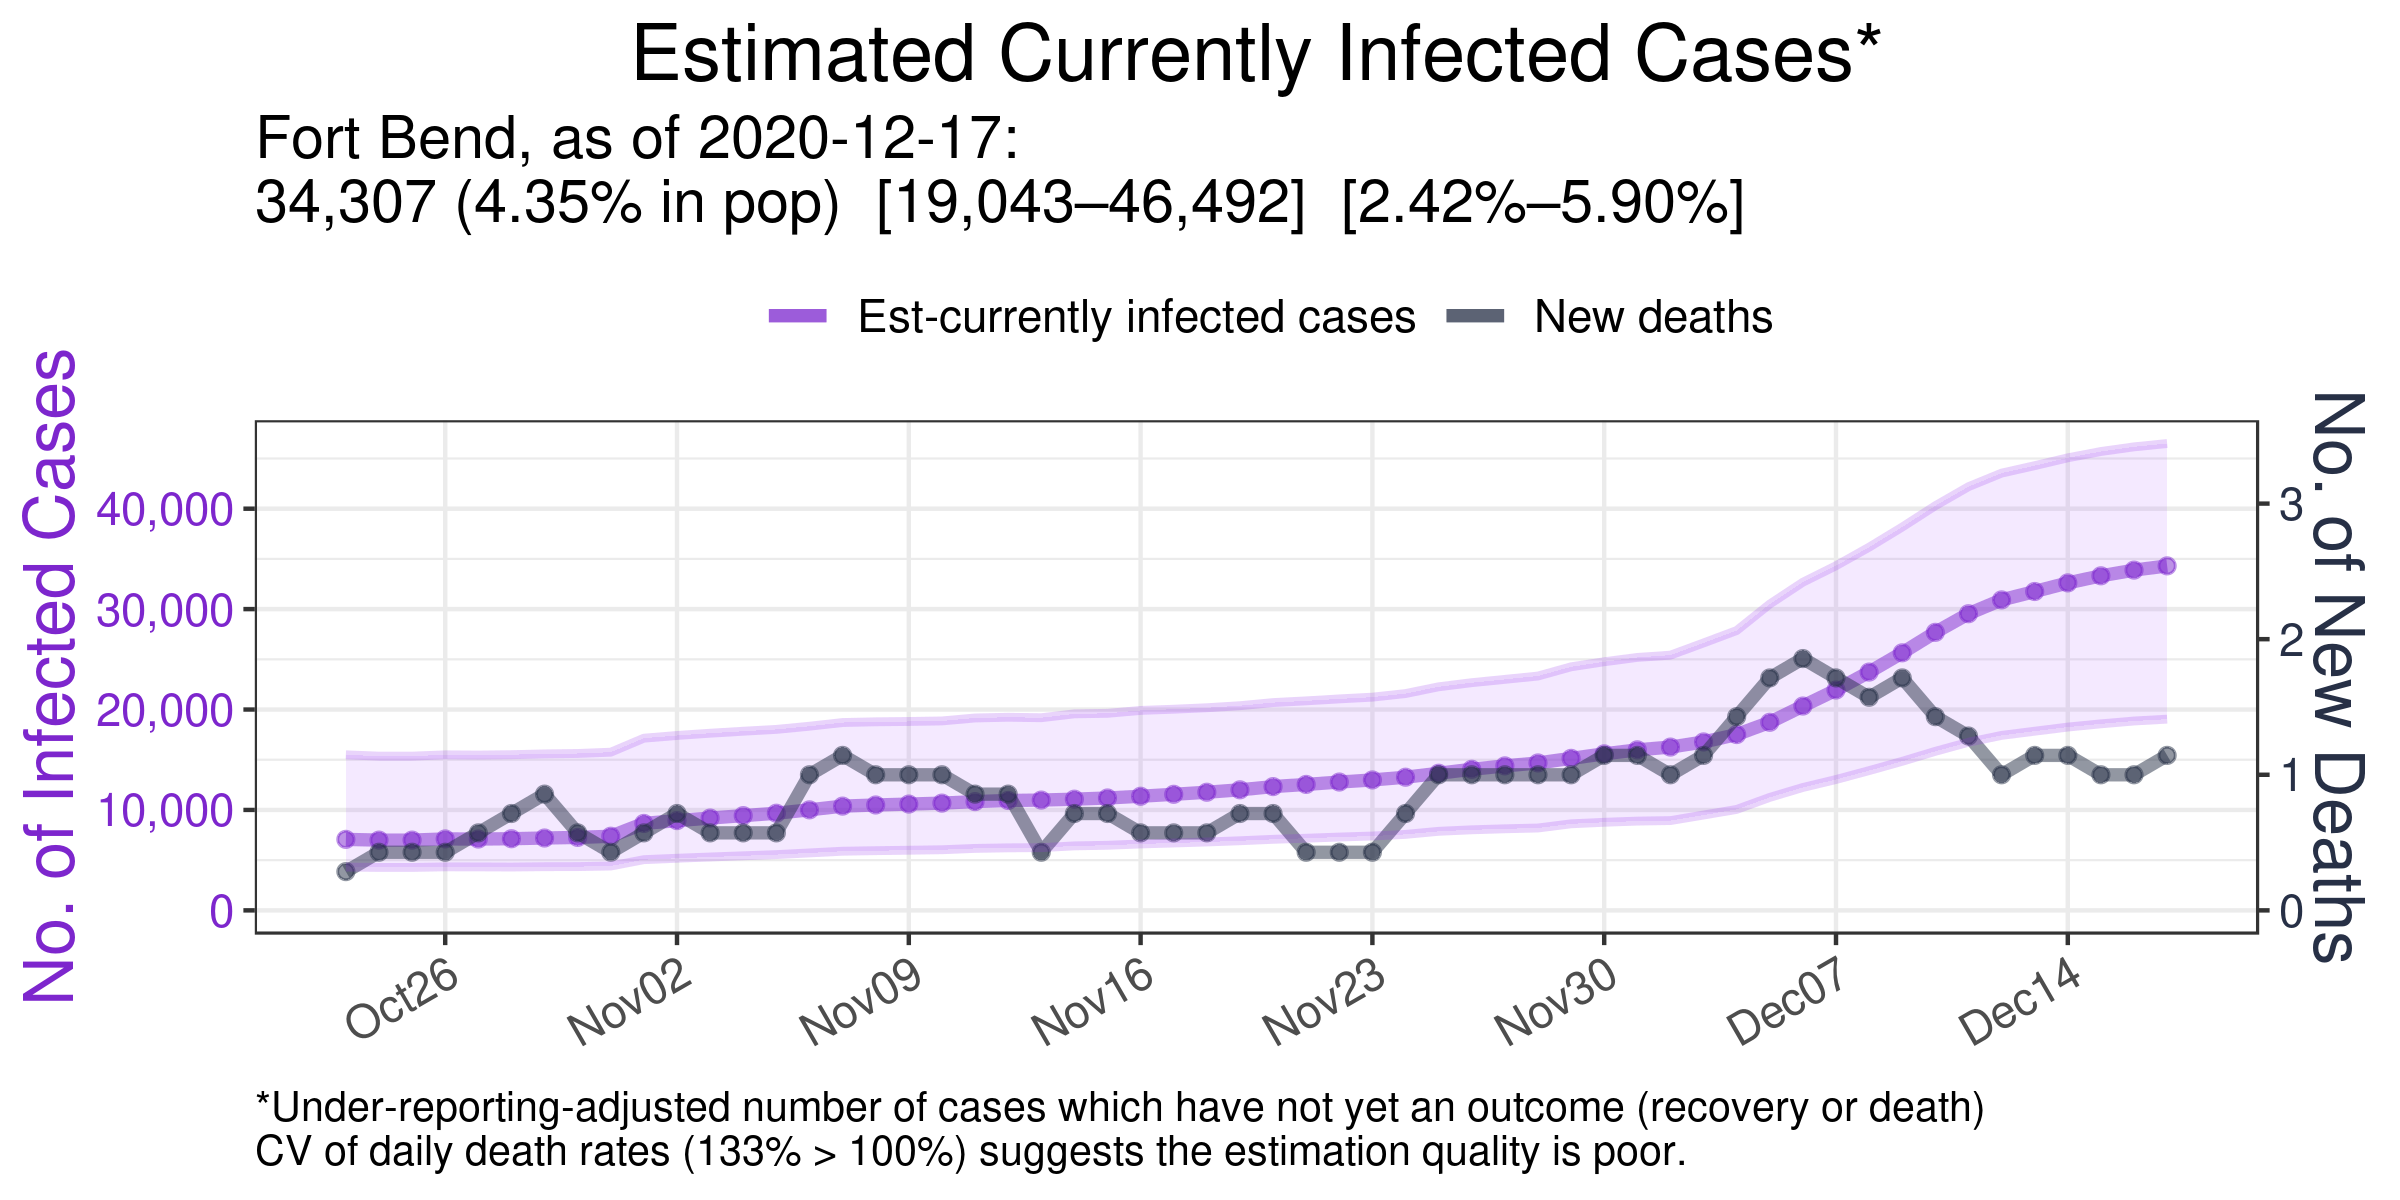 Estimated Currently Infected Cases*
Fort Bend, as of 2020-12-17:
34,307 (4.35% in pop)  [19,043–46,492]  [2.42%–5.90%]
Est-currently infected cases
New deaths
No. of Infected Cases
40,000
30,000
20,000
10,000
0
No. of New Deaths
3
2
1
0
Oct26
Nov02
Nov09
Nov16
Nov23
Nov30
Dec07
Dec14
*Under-reporting-adjusted number of cases which have not yet an outcome (recovery or death)
CV of daily death rates (133% > 100%) suggests the estimation quality is poor.